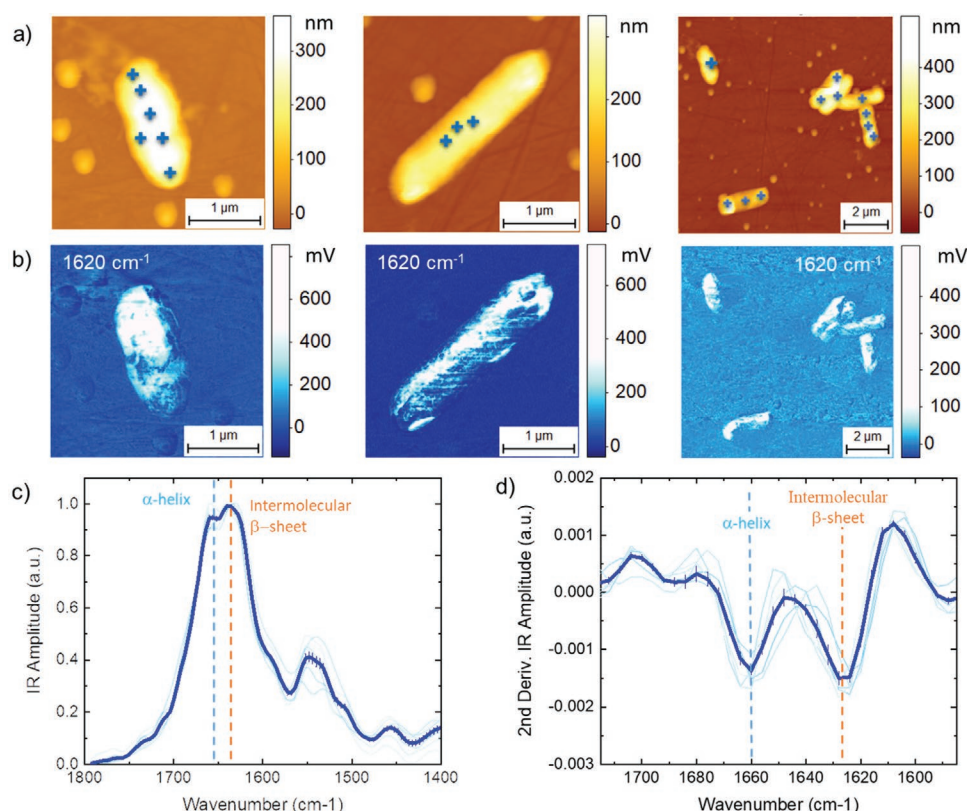 a)
nm
300
200
100
0
1 µm
nm
200
100
0
1 µm
nm
400
300
200
100
0
2 µm
b)
1620 cm-1
mV
600
400
200
0
1 µm
1620 cm-1
mV
600
400
200
0
1 µm
1620 cm-1
mV
400
300
200
100
0
2 µm
c)
IR Amplitude (a.u.)
1.0
0.8
0.6
0.4
0.2
0.0
α-helix
Intermolecular
β-sheet
1800
1700
1600
1500
1400
Wavenumber (cm-1)
d)
2nd Deriv. IR Amplitude (a.u.)
0.002
0.001
0.000
-0.001
-0.002
-0.003
α-helix
Intermolecular
β-sheet
1700
1680
1660
1640
1620
1600
Wavenumber (cm-1)